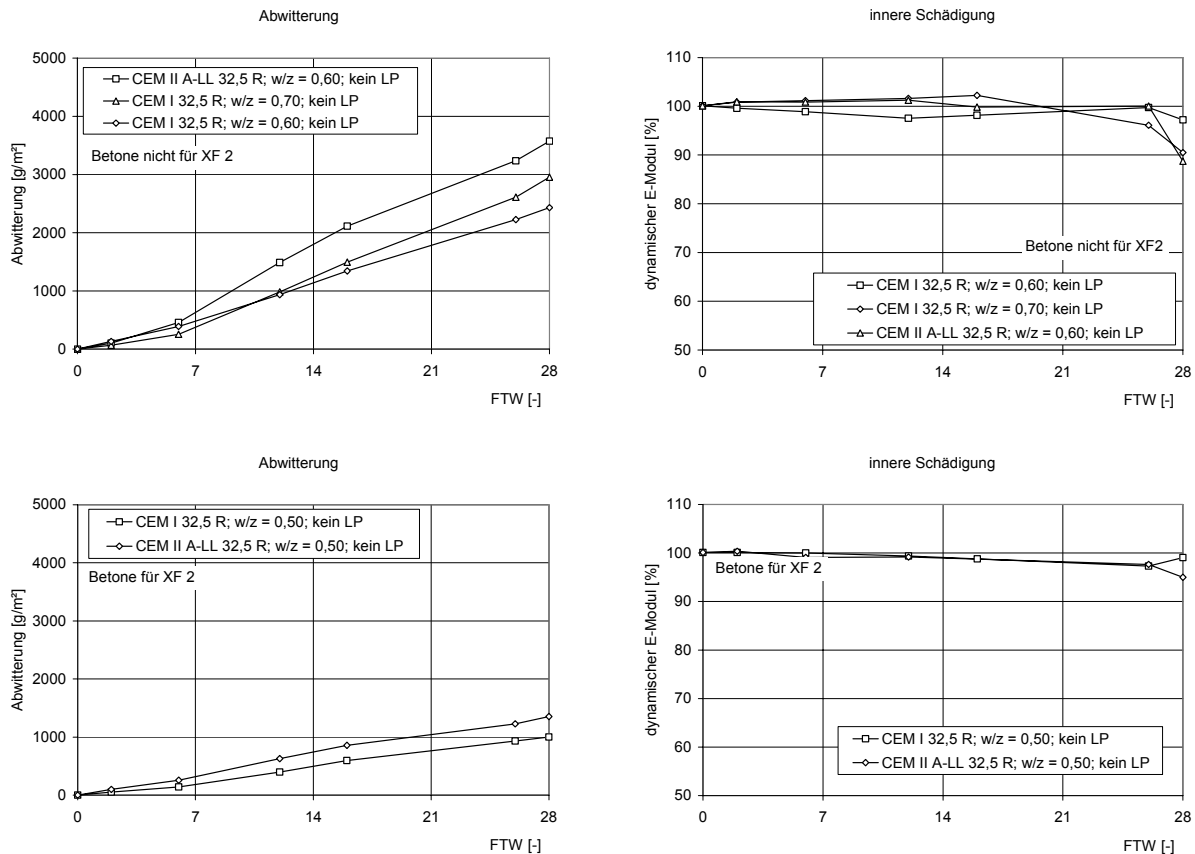 Abwitterung
Abwitterung [g/m²]
5000
4000
3000
2000
1000
0
CEM II A-LL 32,5 R; w/z = 0,60; kein LP
CEM I 32,5 R; w/z = 0,70; kein LP
CEM I 32,5 R; w/z = 0,60; kein LP
Betone nicht für XF 2
0 7 14 21 28
FTW [-]
innere Schädigung
dynamischer E-Modul [%]
110
100
90
80
70
60
50
Betone nicht für XF2
CEM I 32,5 R; w/z = 0,60; kein LP
CEM I 32,5 R; w/z = 0,70; kein LP
CEM II A-LL 32,5 R; w/z = 0,60; kein LP
0 7 14 21 28
FTW [-]
Abwitterung
Abwitterung [g/m²]
5000
4000
3000
2000
1000
0
CEM I 32,5 R; w/z = 0,50; kein LP
CEM II A-LL 32,5 R; w/z = 0,50; kein LP
Betone für XF 2
0 7 14 21 28
FTW [-]
innere Schädigung
dynamischer E-Modul [%]
110
100
90
80
70
60
50
Betone für XF 2
CEM I 32,5 R; w/z = 0,50; kein LP
CEM II A-LL 32,5 R; w/z = 0,50; kein LP
0 7 14 21 28
FTW [-]